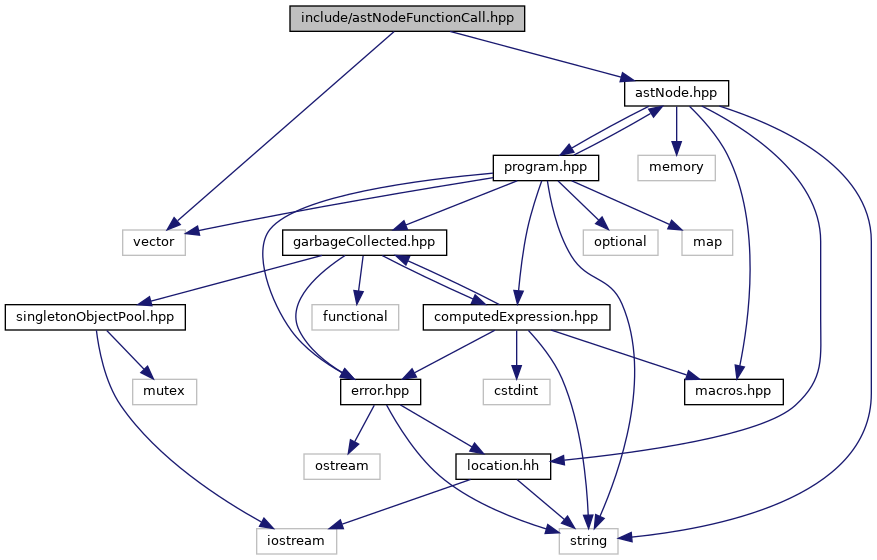 include/astNodeFunctionCall.hpp
astNode.hpp
program.hpp
memory
vector
garbageCollected.hpp
optional
map
singletonObjectPool.hpp
functional
computedExpression.hpp
mutex
error.hpp
cstdint
macros.hpp
ostream
location.hh
iostream
string